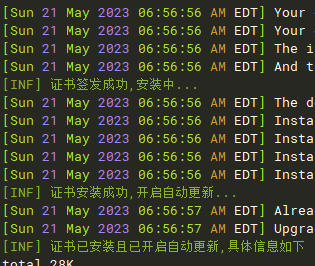 [Sun 21 May 2023 06:56:56 AM EDT] Your
[Sun 21 May 2023 06:56:56 AM EDT] Your
[Sun 21 May 2023 06:56:56 AM EDT] The i
[Sun 21 May 2023 06:56:56 AM EDT] And t
[INF] 证书签发成功,安装中...
[Sun 21 May 2023 06:56:56 AM EDT] The d
[Sun 21 May 2023 06:56:56 AM EDT] Insta
[Sun 21 May 2023 06:56:56 AM EDT] Insta
[Sun 21 May 2023 06:56:56 AM EDT] Insta
[Sun 21 May 2023 06:56:56 AM EDT] Insta
[INF] 证书安装成功,开启自动更新...
[Sun 21 May 2023 06:56:57 AM EDT] Alrea
[Sun 21 May 2023 06:56:57 AM EDT] Upgra
[INF] 证书已安装且已开启自动更新,具体信息如下
total 28K